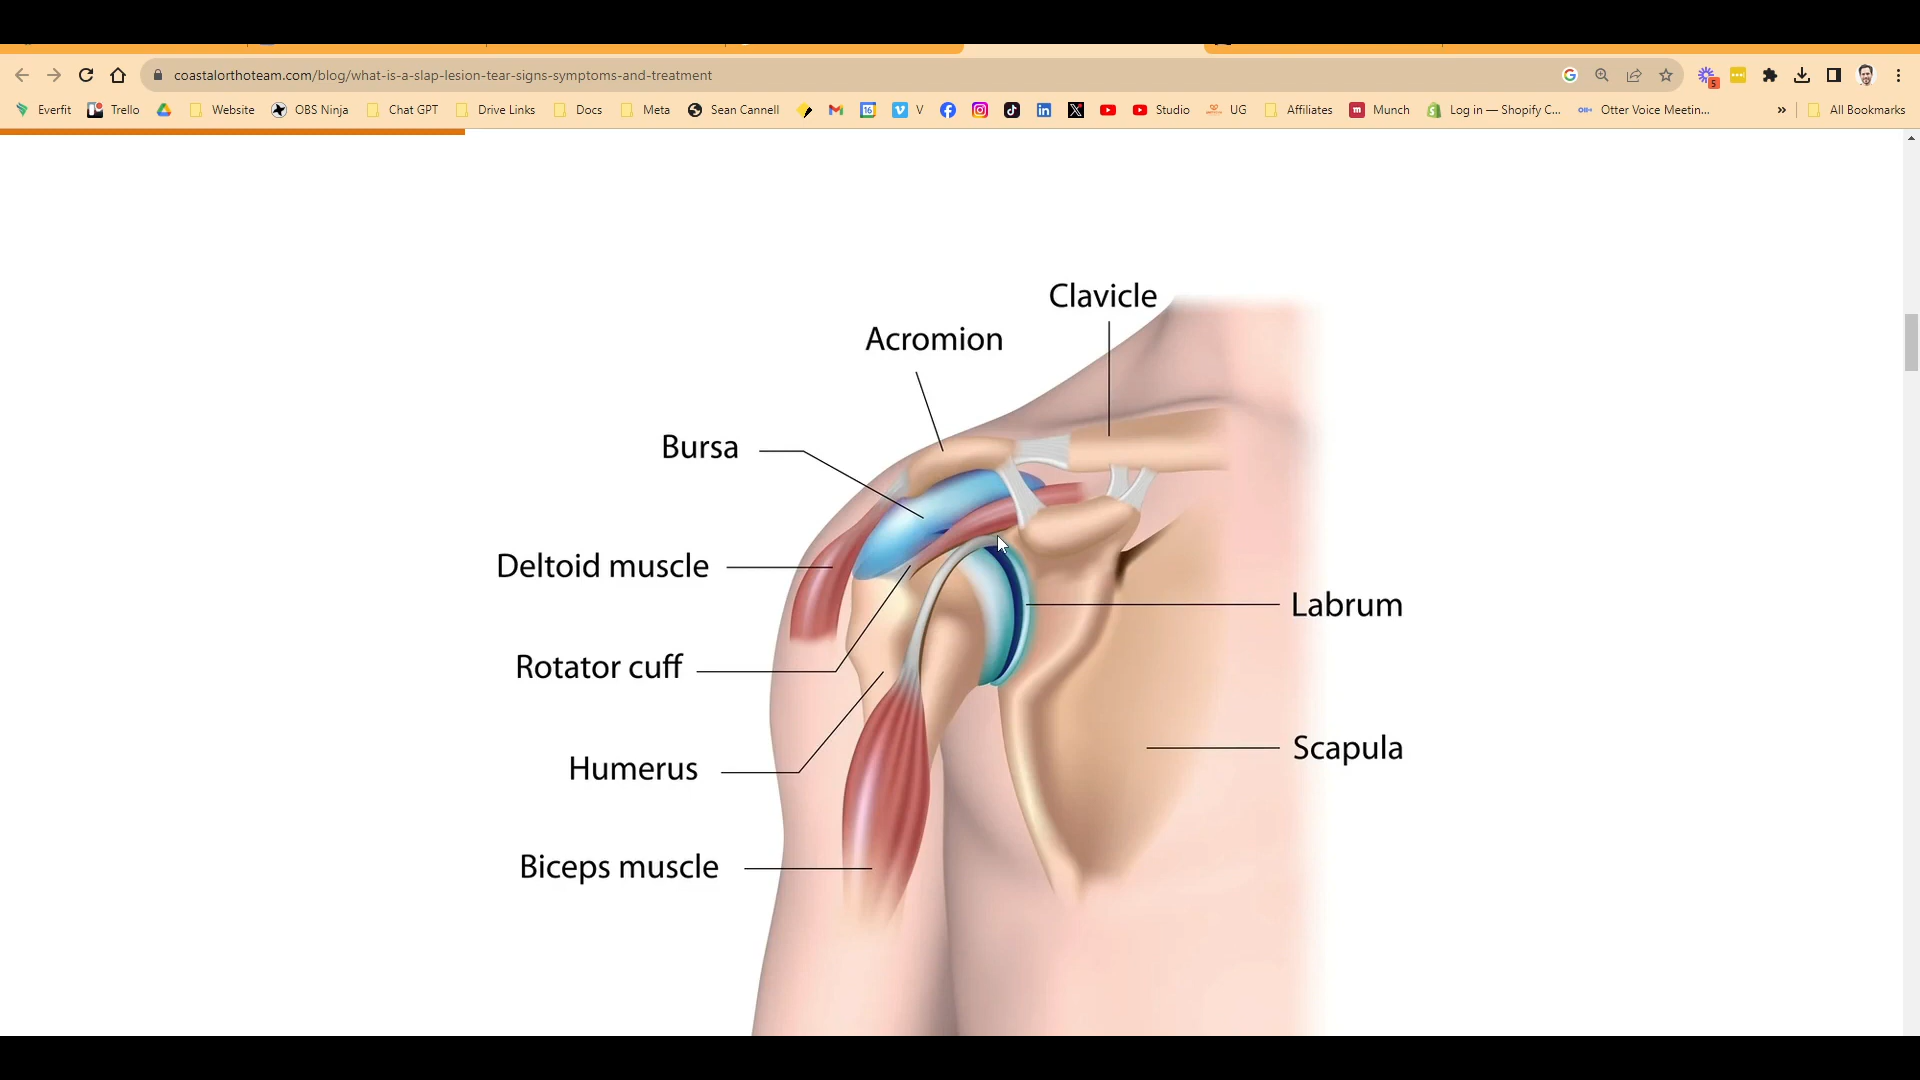 coastalorthoteam.com/blog/what-is-a-slap-lesion-tear-signs-symptoms-and-treatment
5
Everfit Trello Website OBS Ninja Chat GPT Drive Links Docs Meta Sean Cannell 16 V Studio UG Affiliates m Munch Log in — Shopify C... Otter Voice Meetin... » All Bookmarks
Clavicle
Acromion
Bursa
Deltoid muscle
Labrum
Rotator cuff
Scapula
Humerus
Biceps muscle